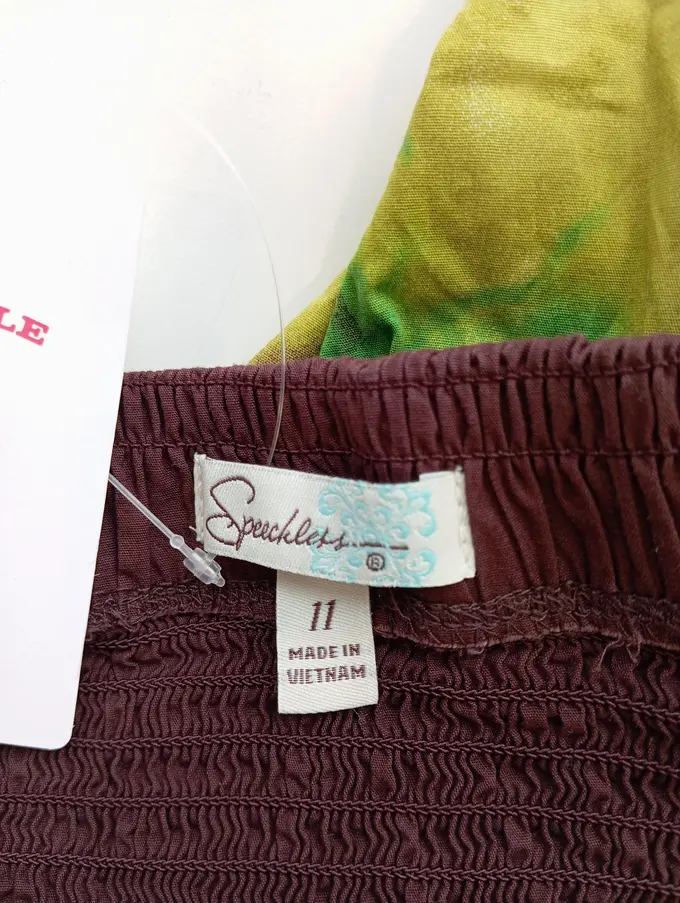 LE
Speechless
®
11
MADE IN
VIETNAM